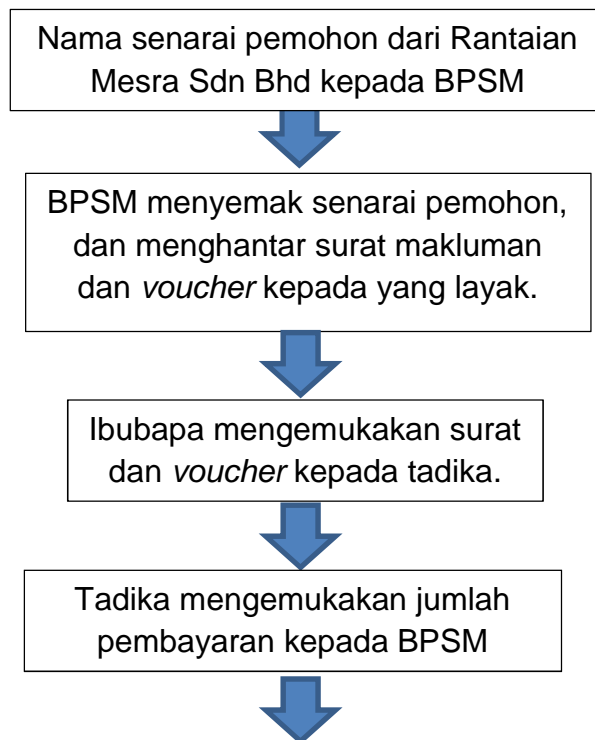 Nama senarai pemohon dari Rantaian
Mesra Sdn Bhd kepada BPSM
BPSM menyemak senarai pemohon,
dan menghantar surat makluman
dan voucher kepada yang layak.
Ibubapa mengemukakan surat
dan voucher kepada tadika.
Tadika mengemukakan jumlah
pembayaran kepada BPSM